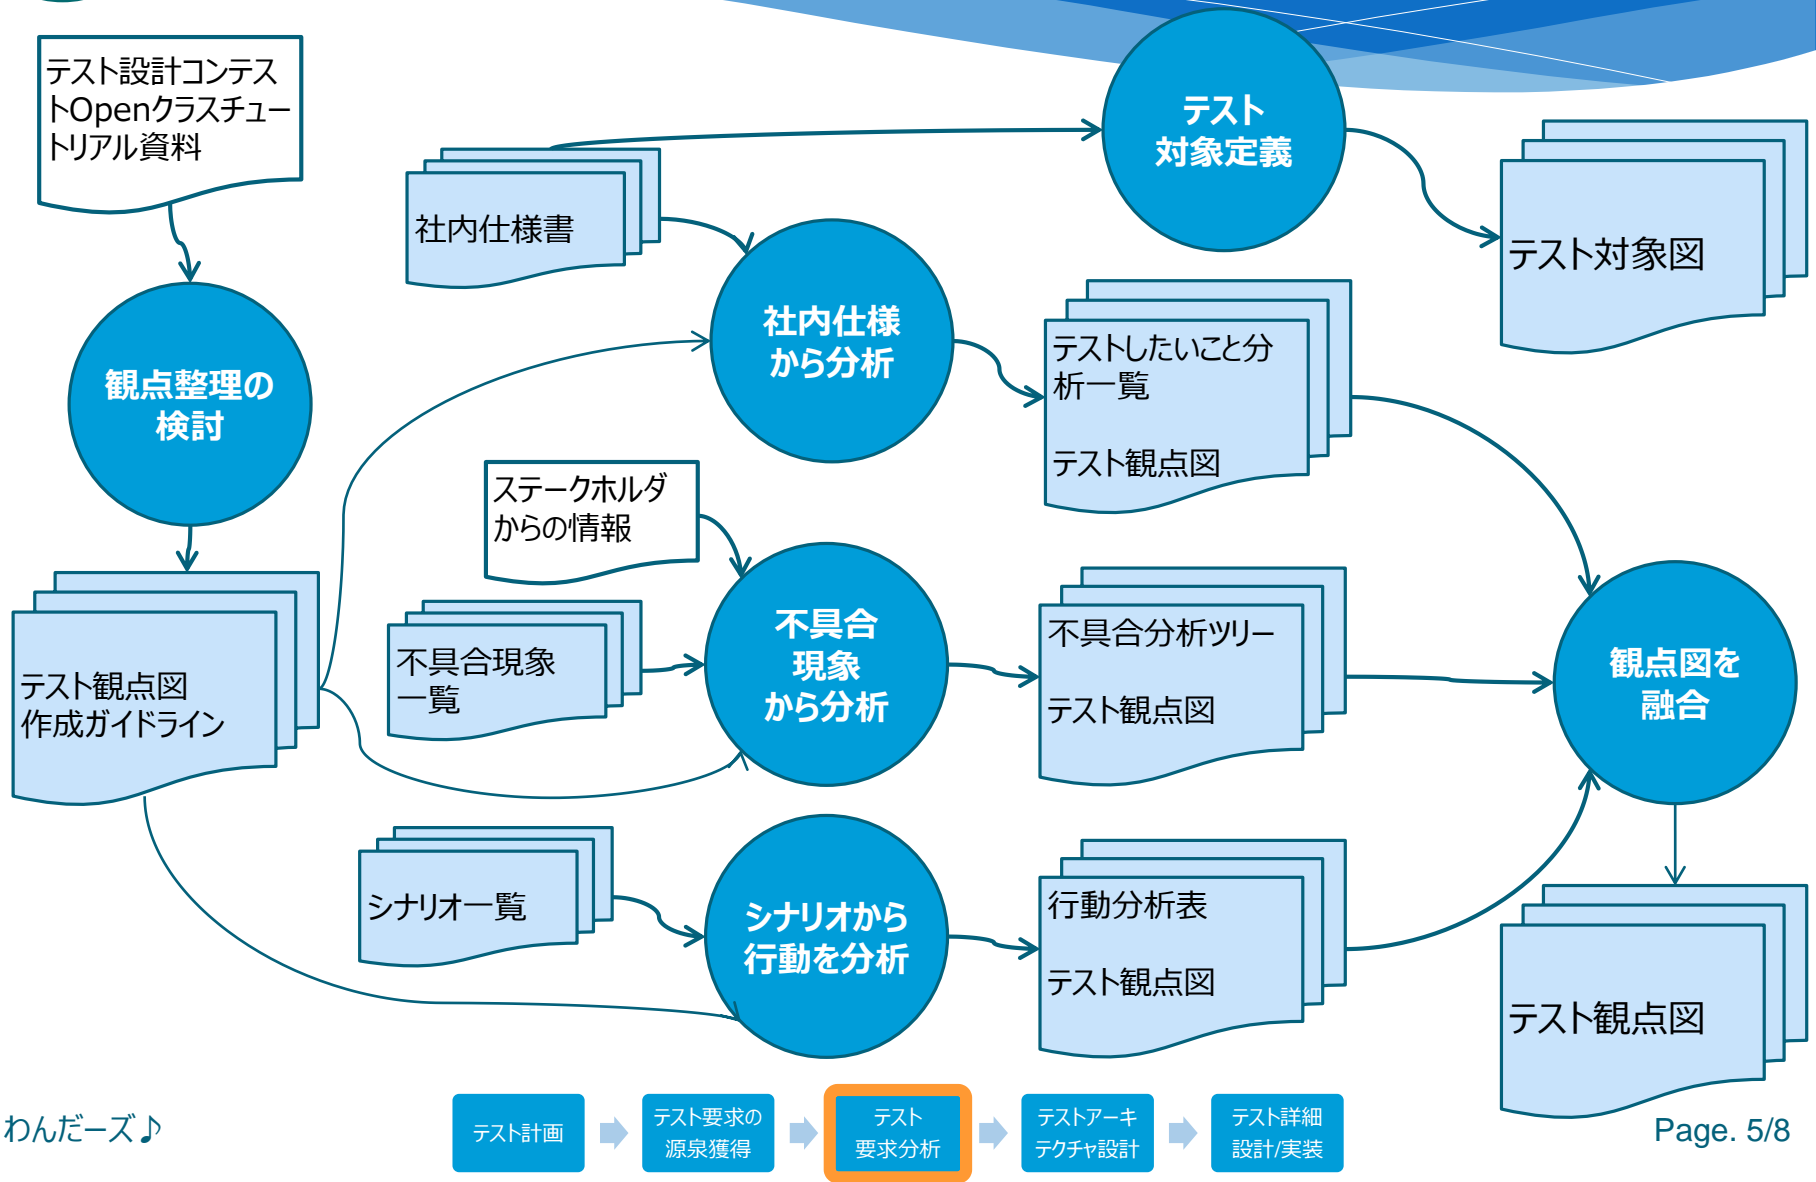 テスト設計コンテス
トOpenクラスチュー
トリアル資料
テスト
対象定義
社内仕様書
テスト対象図
社内仕様
から分析
テストしたいこと分
析一覧
テスト観点図
観点整理の
検討
ステークホルダ
からの情報
不具合
現象
から分析
不具合現象
一覧
不具合分析ツリー
テスト観点図
観点図を
融合
テスト観点図
作成ガイドライン
シナリオ一覧
シナリオから
行動を分析
行動分析表
テスト観点図
テスト観点図
わんだーズ♪
テスト計画
テスト要求の
源泉獲得
テスト
要求分析
テストアーキ
テクチャ設計
テスト詳細
設計/実装
Page. 5/8